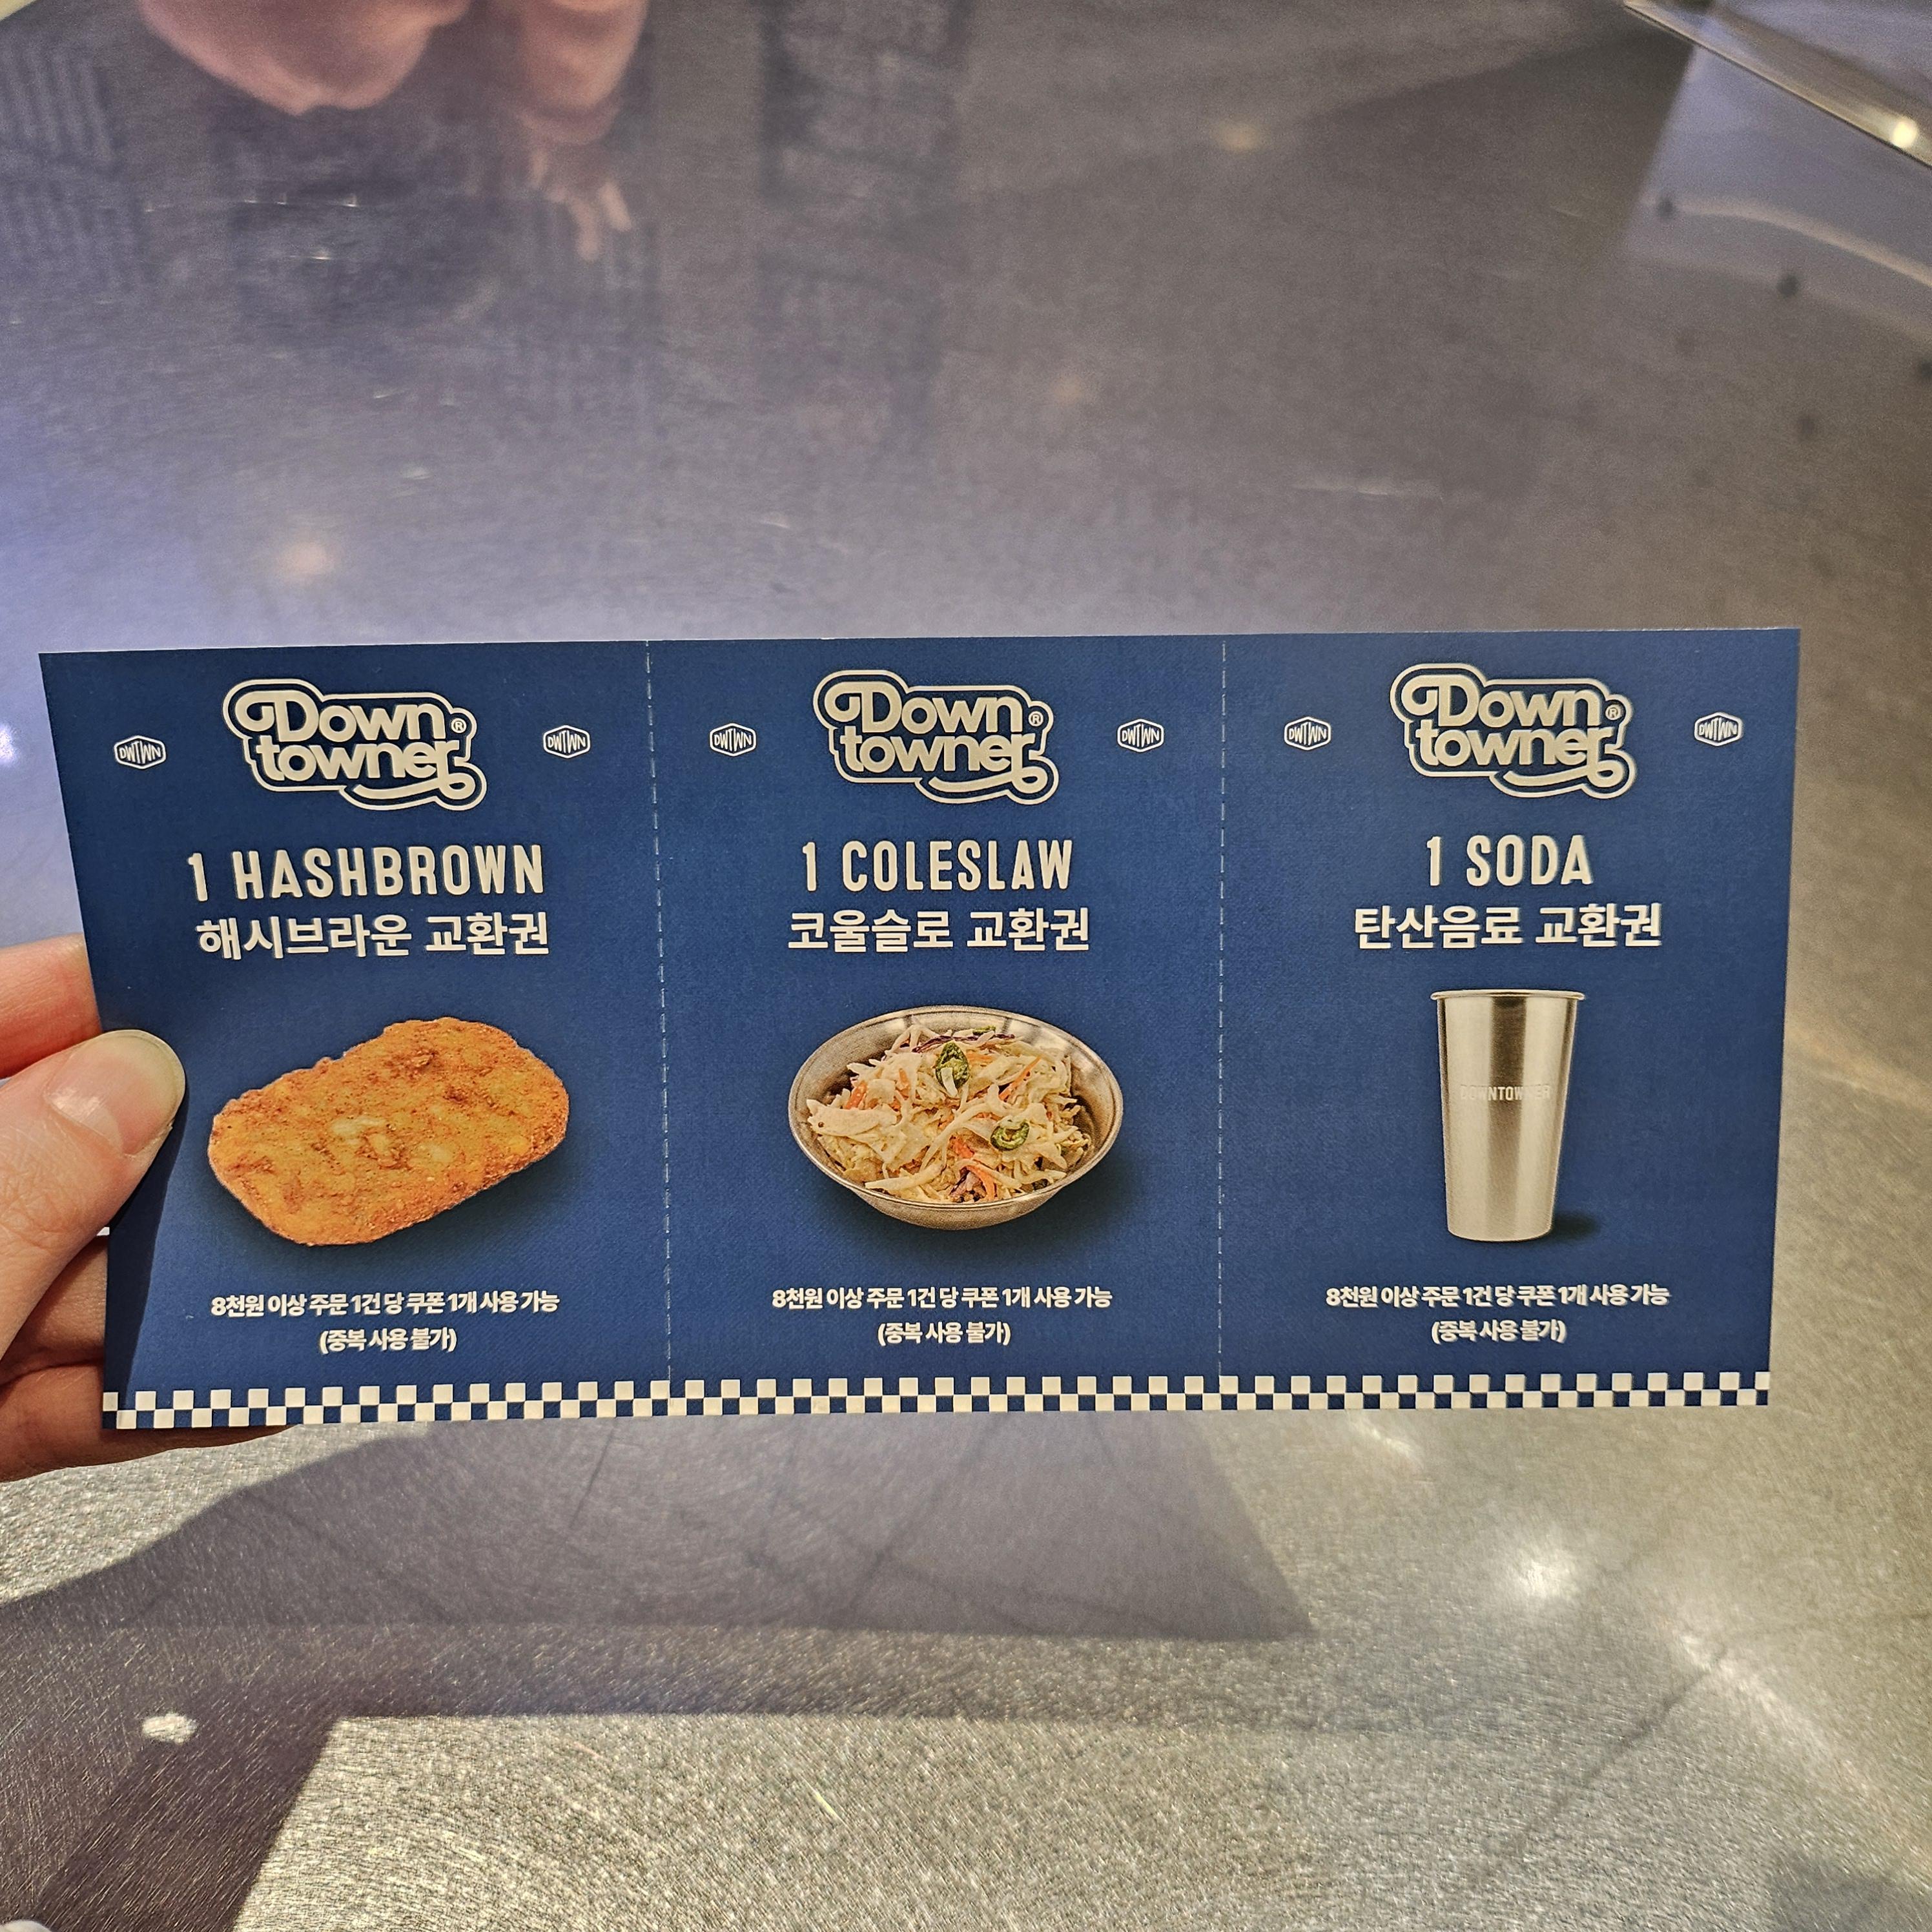 DWTWN
Down
towner®
DWTWN
1 HASHBROWN
해시브라운 교환권
8천원 이상 주문 1건 당 쿠폰 1개 사용 가능
(중복 사용 불가)
DWTWN
Down
towner®
DWTWN
1 COLESLAW
코울슬로 교환권
8천원 이상 주문 1건 당 쿠폰 1개 사용 가능
(중복 사용 불가)
DWTWN
Down
towner®
DWTWN
1 SODA
탄산음료 교환권
DOWNTOWNER
8천원 이상 주문 1건 당 쿠폰 1개 사용 가능
(중복 사용 불가)